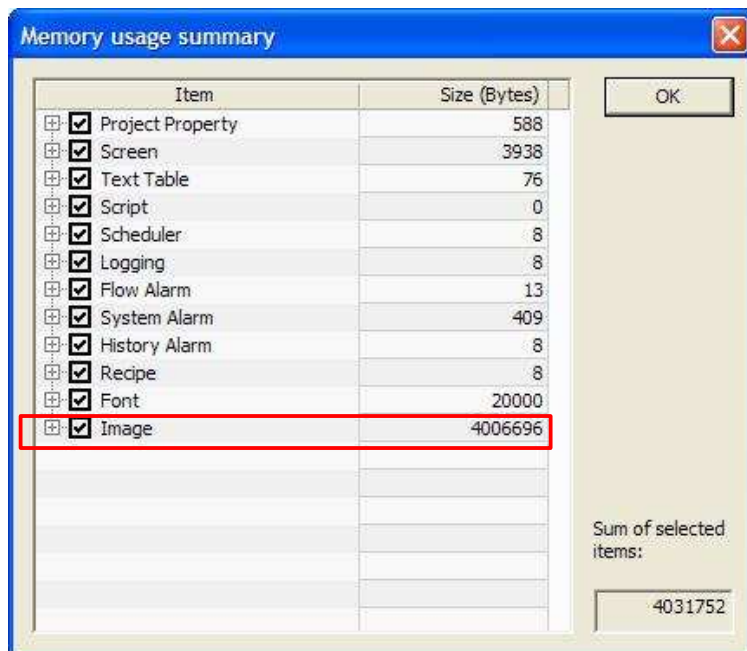 Memory usage summary
Item Size (Bytes)
OK
Project Property 588
Screen 3938
Text Table 76
Script 0
Scheduler 8
Logging 8
Flow Alarm 13
System Alarm 409
History Alarm 8
Recipe 8
Font 20000
Image 4006696
Sum of selected
items:
4031752